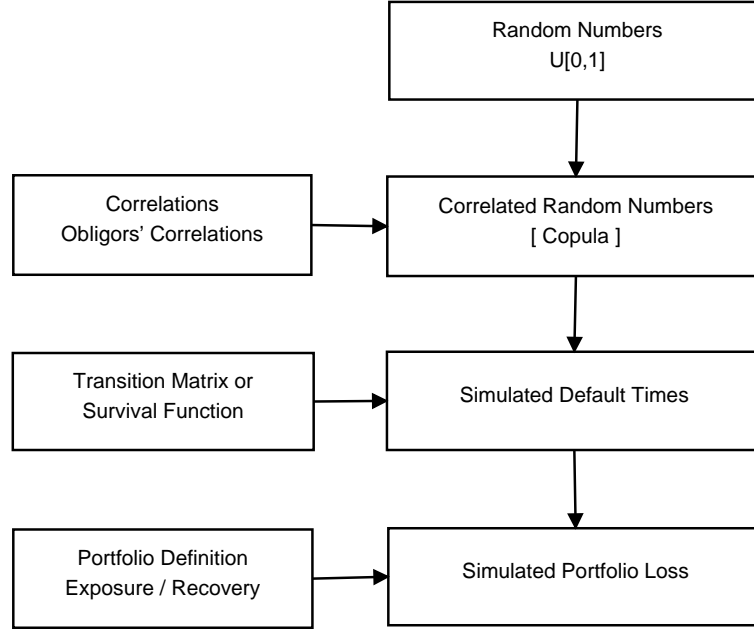 Random Numbers
U[0,1]
Correlations
Obligors’ Correlations
Correlated Random Numbers
[ Copula ]
Transition Matrix or
Survival Function
Simulated Default Times
Portfolio Definition
Exposure / Recovery
Simulated Portfolio Loss